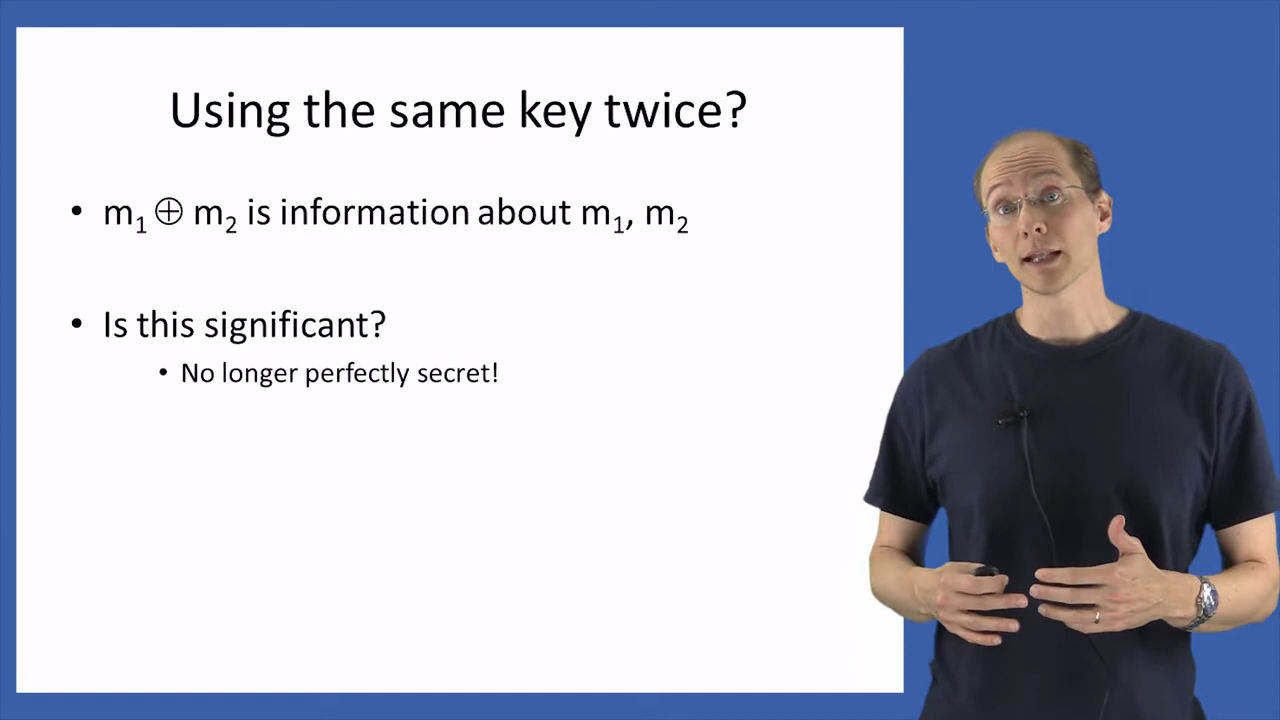 Using the same key twice?
• m₁ ⊕ m₂ is information about m₁, m₂
• Is this significant?
• No longer perfectly secret!